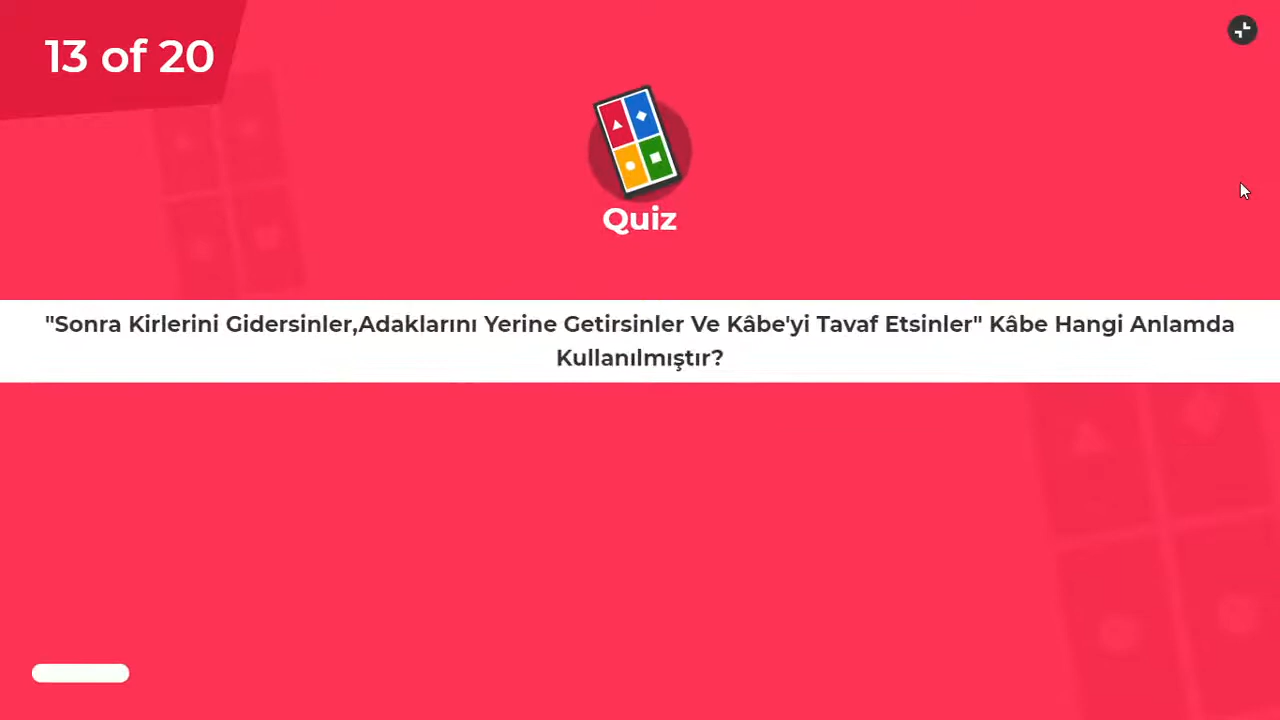 13 of 20
Quiz
"Sonra Kirlerini Gidersinler,Adaklarını Yerine Getirsinler Ve Kâbe'yi Tavaf Etsinler" Kâbe Hangi Anlamda
Kullanılmıştır?